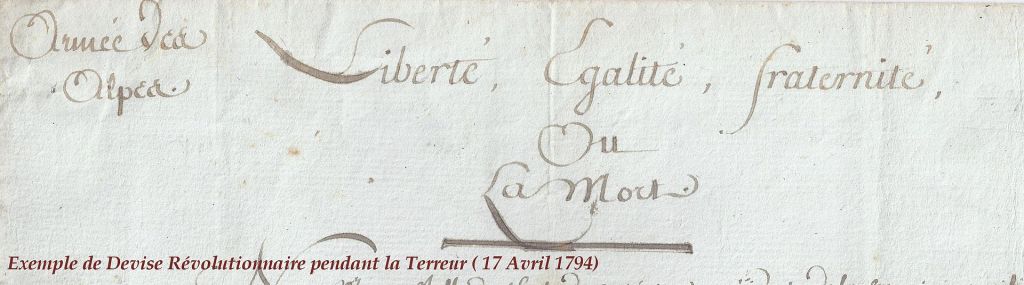 Armée des
Alpes.
Liberté, Egalité, fraternité,
Ou
La Mort.
Exemple de Devise Révolutionnaire pendant la Terreur ( 17 Avril 1794)